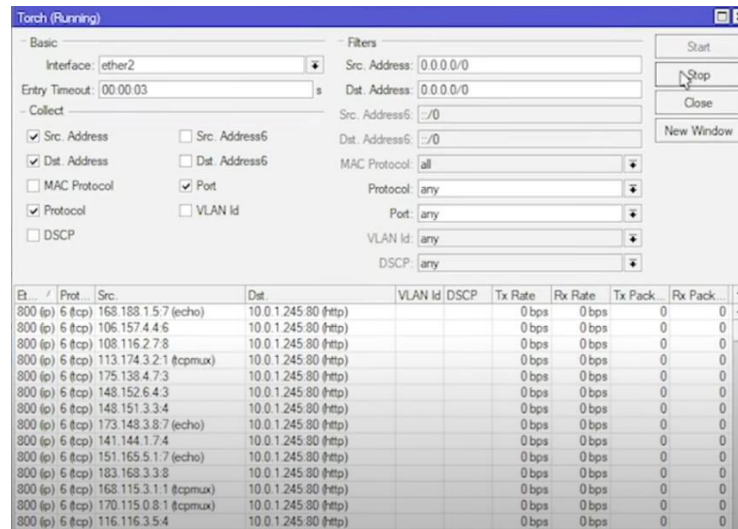 Torch (Running)
Basic
Interface: ether2
Entry Timeout: 00:00:03 s
Collect
Src. Address Src. Address6
Dst. Address Dst. Address6
MAC Protocol Port
Protocol VLAN Id
DSCP
Filters
Src. Address: 0.0.0.0/0
Dst. Address: 0.0.0.0/0
Src. Address6: ::/0
Dst. Address6: ::/0
MAC Protocol: all
Protocol: any
Port: any
VLAN Id: any
DSCP: any
Start
Stop
Close
New Window
Et... Prot... Src. Dst. VLAN Id DSCP Tx Rate Rx Rate Tx Pack... Rx Pack...
800 (ip) 6 (tcp) 168.188.1.5:7 (echo) 10.0.1.245:80 (http) 0 bps 0 bps 0 0
800 (ip) 6 (tcp) 106.157.4.4:6 10.0.1.245:80 (http) 0 bps 0 bps 0 0
800 (ip) 6 (tcp) 108.116.2.7:8 10.0.1.245:80 (http) 0 bps 0 bps 0 0
800 (ip) 6 (tcp) 113.174.3.2:1 (tcpmux) 10.0.1.245:80 (http) 0 bps 0 bps 0 0
800 (ip) 6 (tcp) 175.138.4.7:3 10.0.1.245:80 (http) 0 bps 0 bps 0 0
800 (ip) 6 (tcp) 148.152.6.4:3 10.0.1.245:80 (http) 0 bps 0 bps 0 0
800 (ip) 6 (tcp) 148.151.3.3:4 10.0.1.245:80 (http) 0 bps 0 bps 0 0
800 (ip) 6 (tcp) 173.148.3.8:7 (echo) 10.0.1.245:80 (http) 0 bps 0 bps 0 0
800 (ip) 6 (tcp) 141.144.1.7:4 10.0.1.245:80 (http) 0 bps 0 bps 0 0
800 (ip) 6 (tcp) 151.165.5.1:7 (echo) 10.0.1.245:80 (http) 0 bps 0 bps 0 0
800 (ip) 6 (tcp) 183.168.3.3:8 10.0.1.245:80 (http) 0 bps 0 bps 0 0
800 (ip) 6 (tcp) 168.115.3.1:1 (tcpmux) 10.0.1.245:80 (http) 0 bps 0 bps 0 0
800 (ip) 6 (tcp) 170.115.0.8:1 (tcpmux) 10.0.1.245:80 (http) 0 bps 0 bps 0 0
800 (ip) 6 (tcp) 116.116.3.5:4 10.0.1.245:80 (http) 0 bps 0 bps 0 0